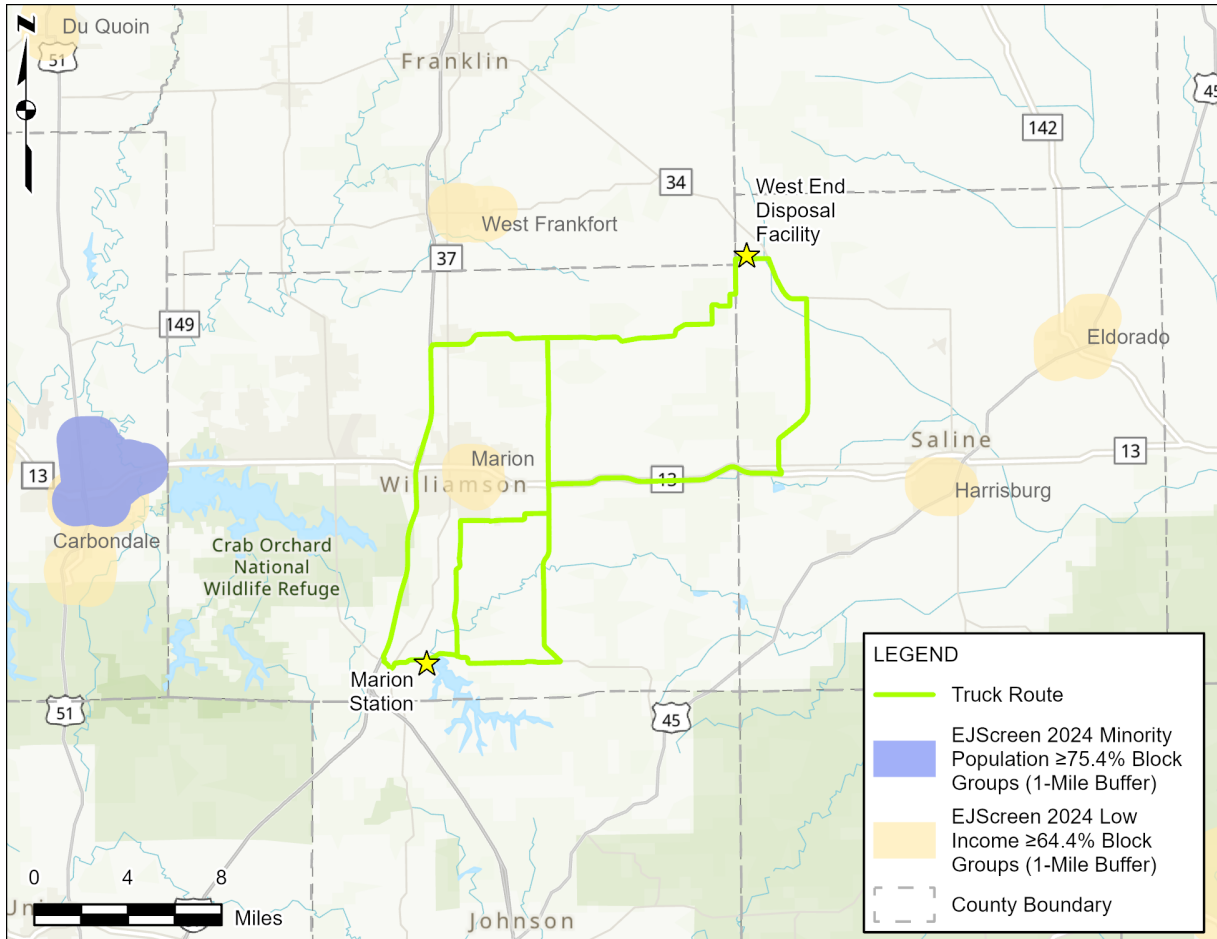 N
Du Quoin
51
Franklin
45
142
34
West End
Disposal
Facility
West Frankfort
37
149
Eldorado
Marion
Saline
13
13
13
Williamson
Harrisburg
Carbondale
Crab Orchard
National
Wildlife Refuge
Marion
Station
51
45
LEGEND
Truck Route
EJScreen 2024 Minority
Population ≥75.4% Block
Groups (1-Mile Buffer)
EJScreen 2024 Low
Income ≥64.4% Block
Groups (1-Mile Buffer)
County Boundary
0 4 8
Miles
Johnson